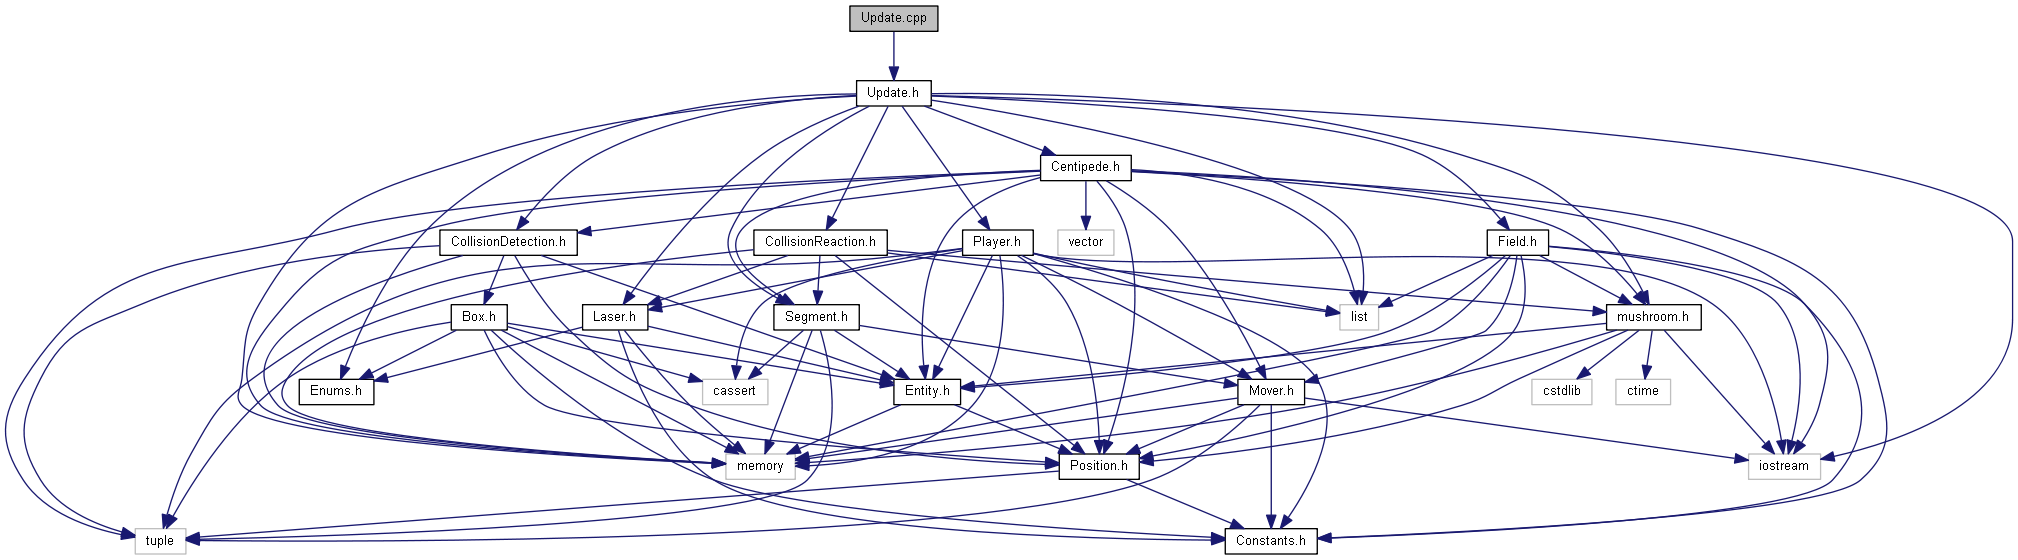 Update.cpp
Update.h
Centipede.h
CollisionDetection.h
CollisionReaction.h
Player.h
vector
Field.h
Box.h
Laser.h
Segment.h
list
mushroom.h
Enums.h
cassert
Entity.h
Mover.h
cstdlib
ctime
memory
Position.h
iostream
tuple
Constants.h